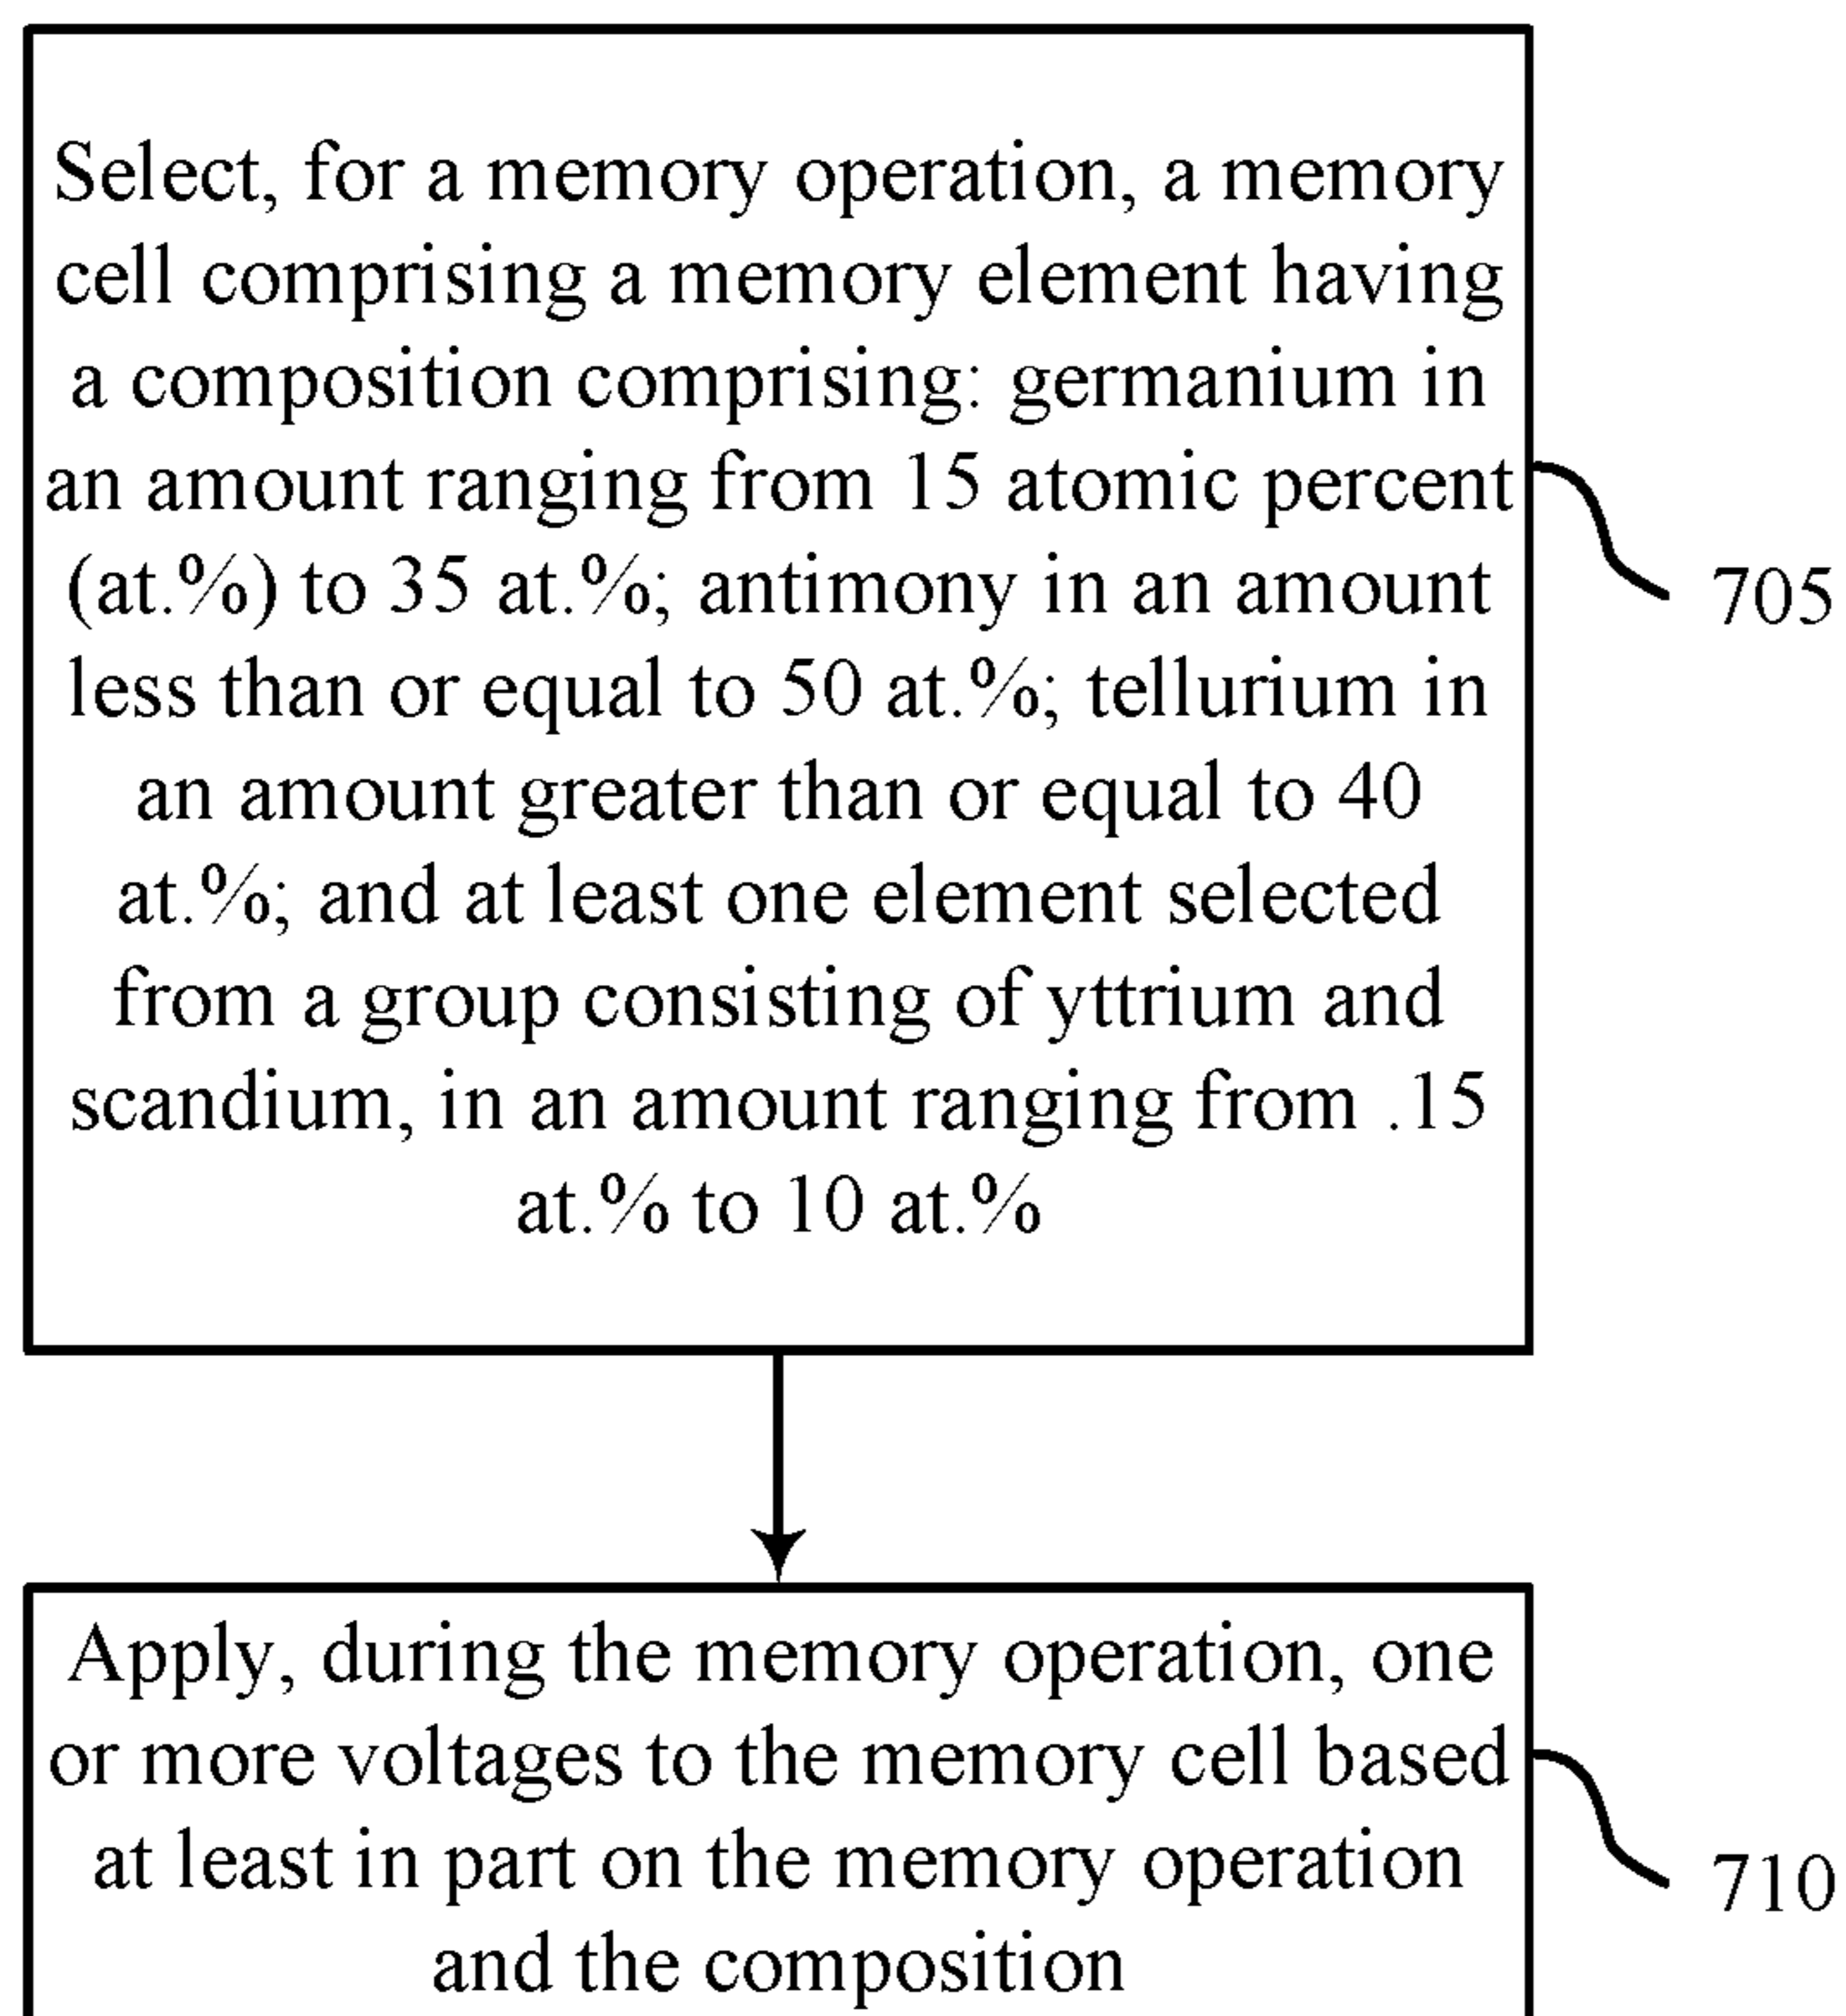 Select, for a memory operation, a memory
cell comprising a memory element having
a composition comprising: germanium in
an amount ranging from 15 atomic percent
(at.%) to 35 at.%; antimony in an amount
less than or equal to 50 at.%; tellurium in
an amount greater than or equal to 40
at.%; and at least one element selected
from a group consisting of yttrium and
scandium, in an amount ranging from .15
at.% to 10 at.%
705
Apply, during the memory operation, one
or more voltages to the memory cell based
at least in part on the memory operation
and the composition
710